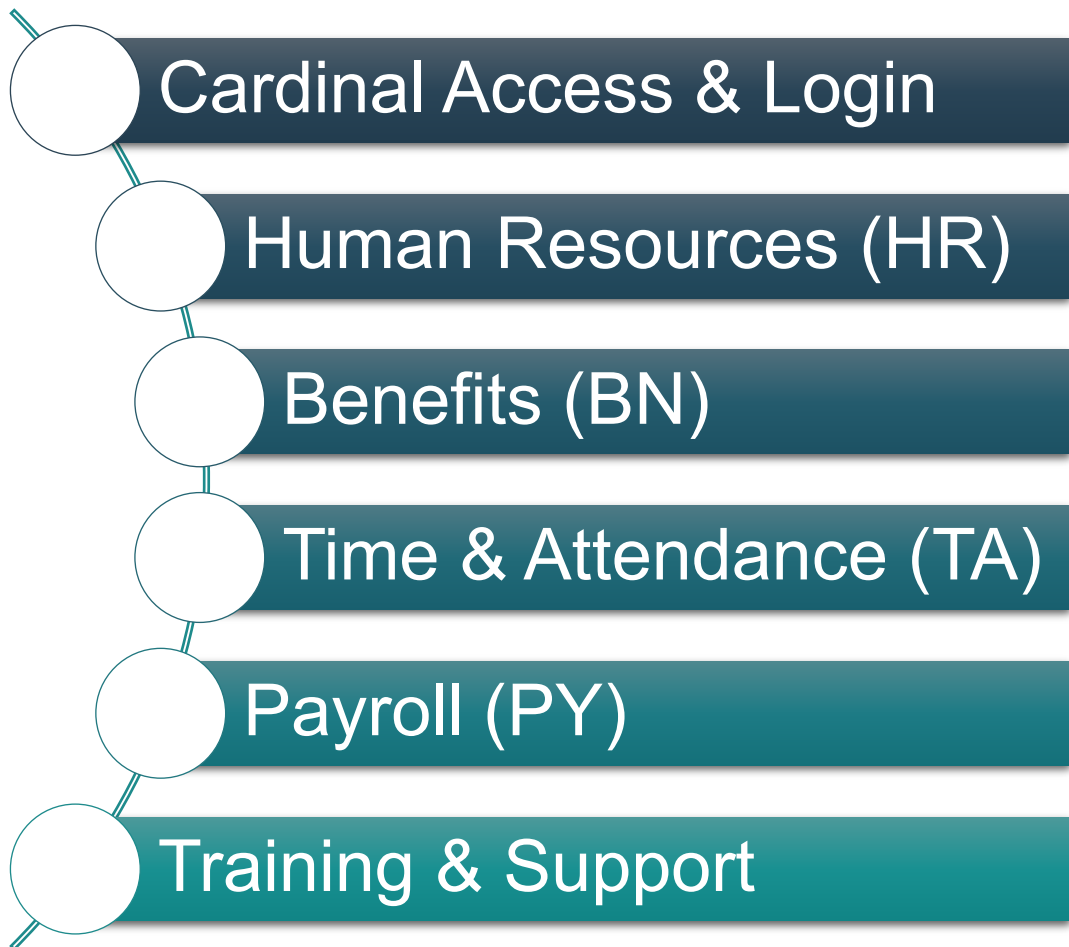 Cardinal Access & Login
Human Resources (HR)
Benefits (BN)
Time & Attendance (TA)
Payroll (PY)
Training & Support